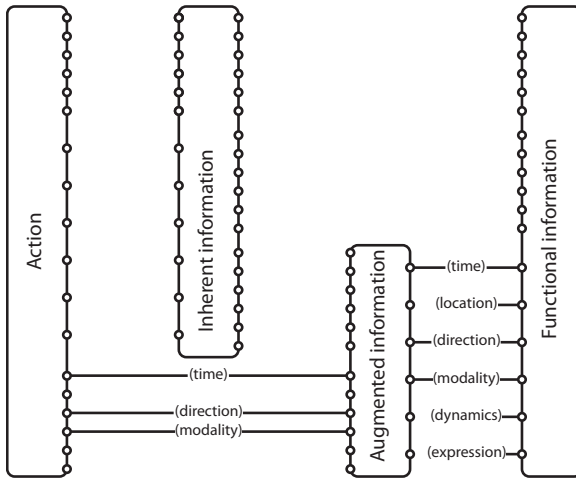 Action
Inherent information
Augmented information
Functional information
(time)
(location)
(direction)
(modality)
(dynamics)
(expression)
(time)
(direction)
(modality)